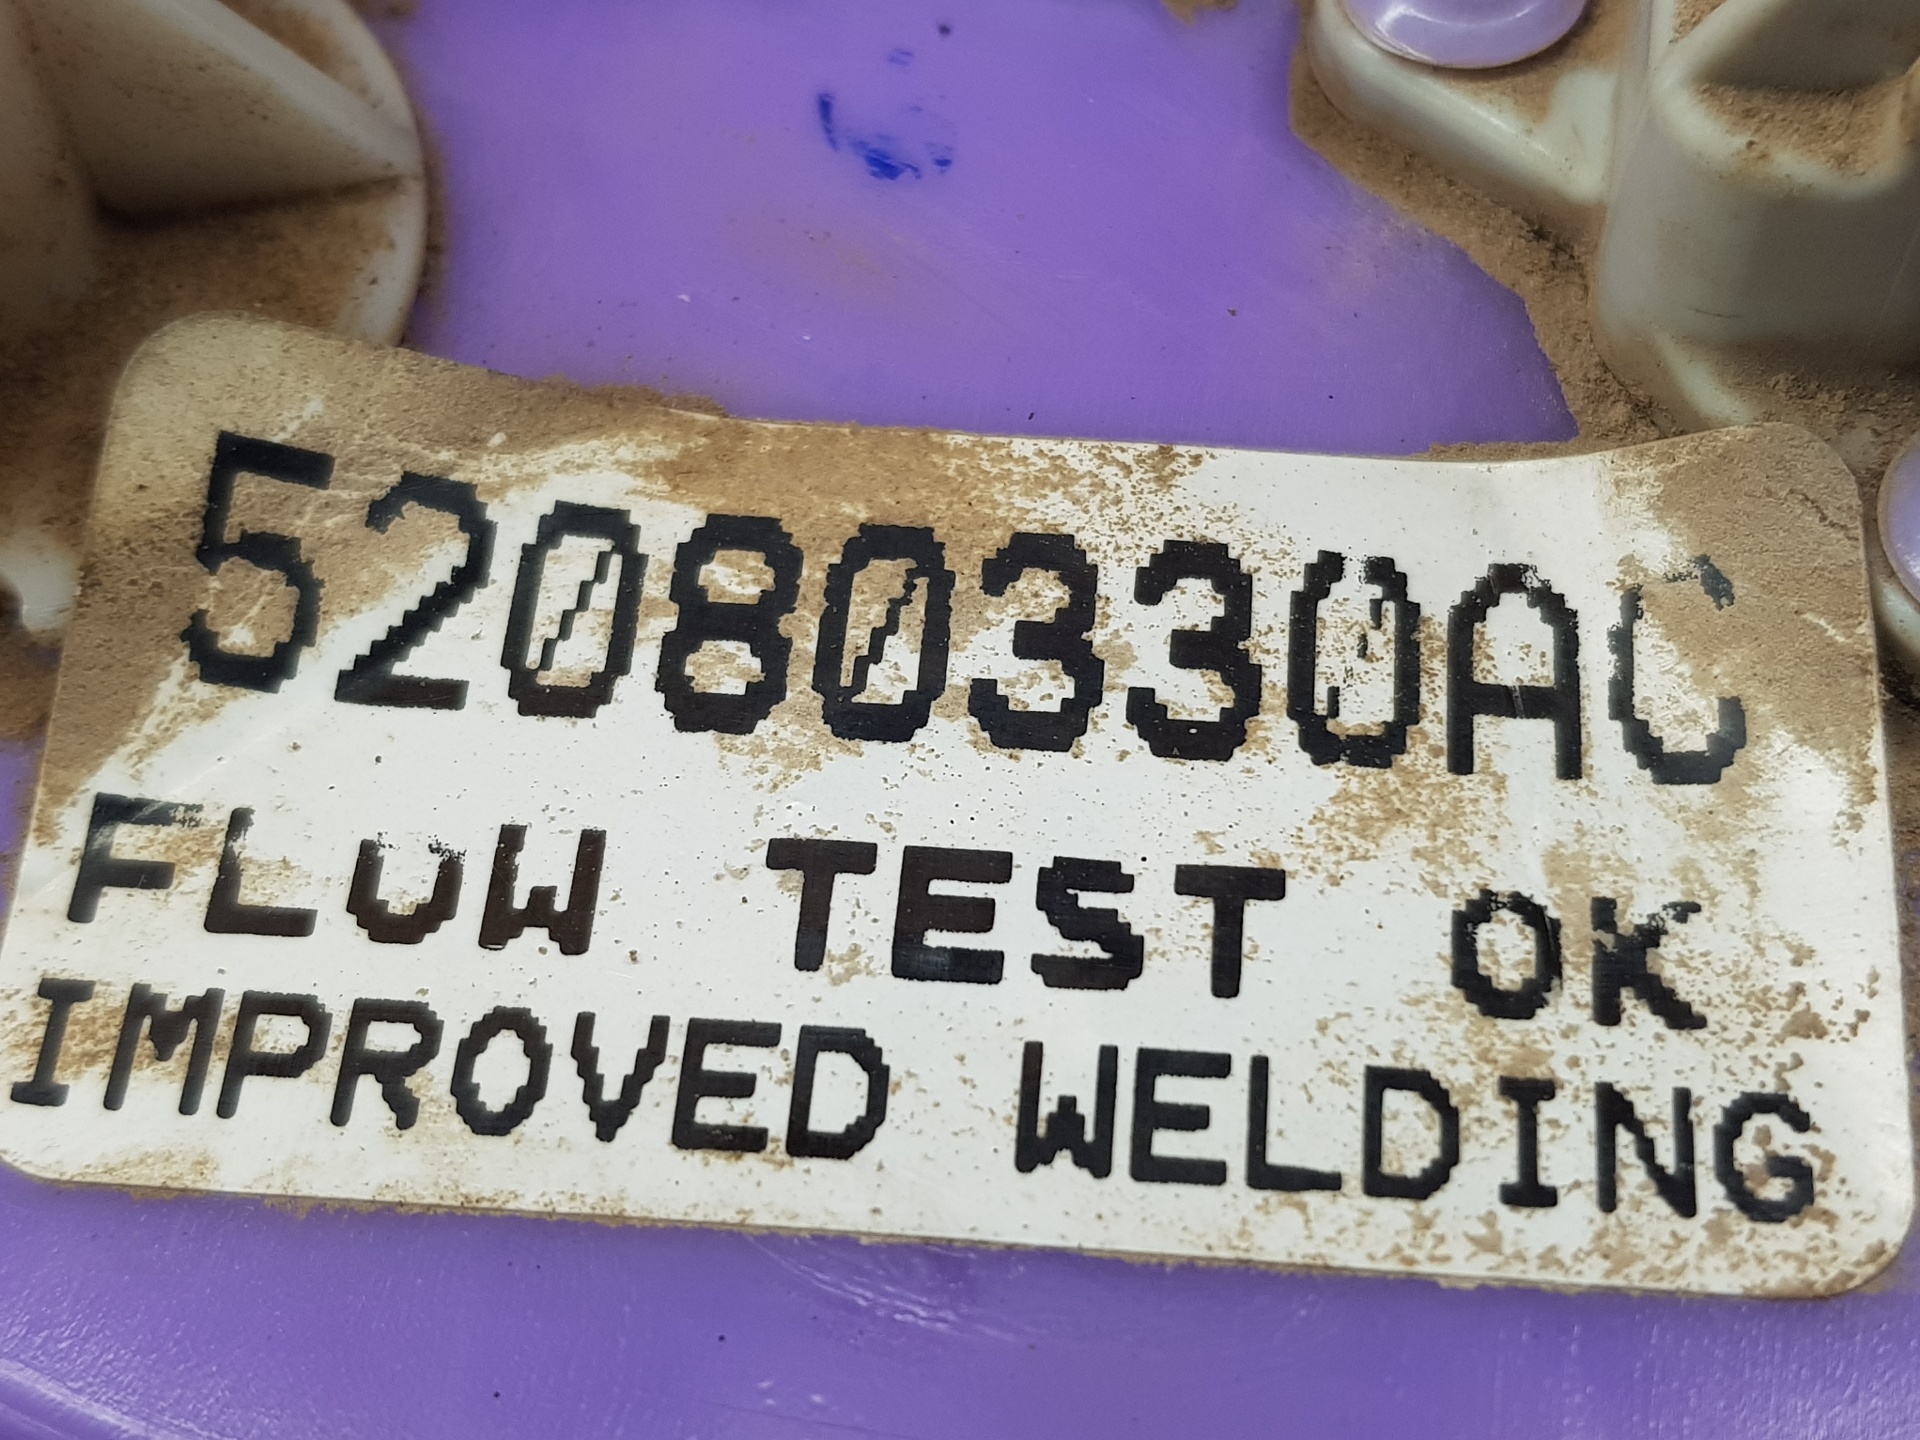 52080330AC
FLOW TEST OK
IMPROVED WELDING